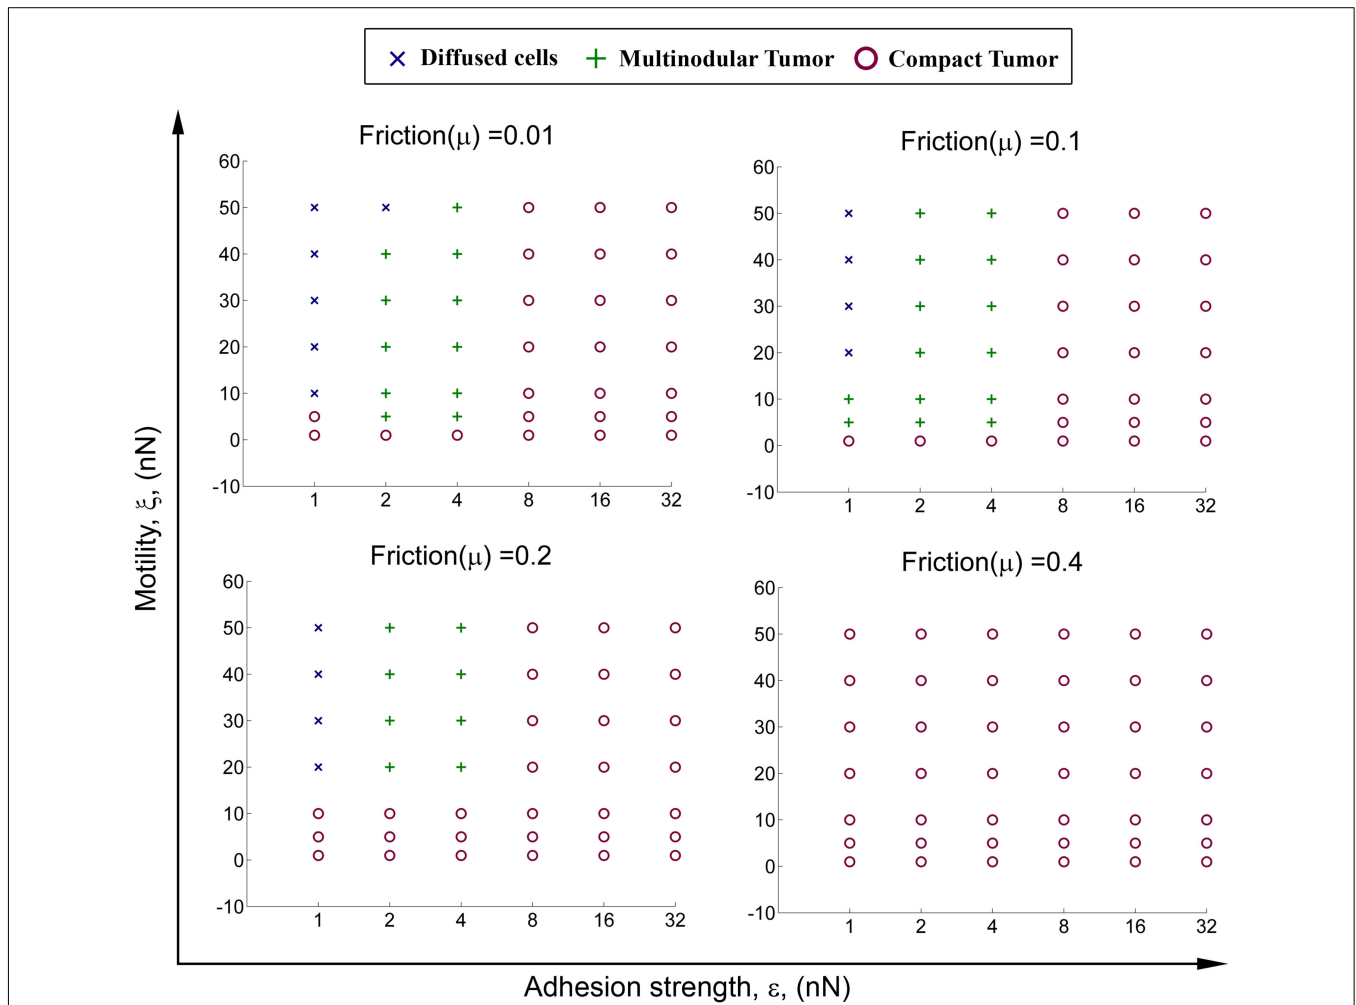 Diffused cells Multinodular Tumor Compact Tumor
Friction(μ) =0.01
60
50
40
30
20
10
0
-10
1 2 4 8 16 32
Friction(μ) =0.1
60
50
40
30
20
10
0
-10
1 2 4 8 16 32
Motility, ξ, (nN)
Friction(μ) =0.2
60
50
40
30
20
10
0
-10
1 2 4 8 16 32
Friction(μ) =0.4
60
50
40
30
20
10
0
-10
1 2 4 8 16 32
Adhesion strength, ε, (nN)